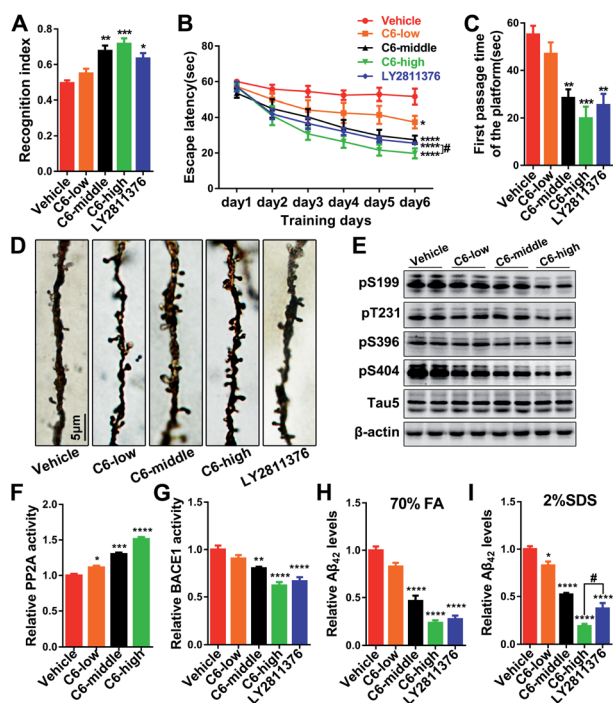 A
Recognition index
0.8
0.6
0.4
0.2
0.0
**
***
*
Vehicle
C6-low
C6-middle
C6-high
LY2811376
B
Escape latency(sec)
80
60
40
20
0
Vehicle
C6-low
C6-middle
C6-high
LY2811376
*
****
****
****
#
day1 day2 day3 day4 day5 day6
Training days
C
First passage time
of the platform(sec)
60
40
20
0
**
***
**
Vehicle
C6-low
C6-middle
C6-high
LY2811376
D
5μm
Vehicle
C6-low
C6-middle
C6-high
LY2811376
E
Vehicle C6-low C6-middle C6-high
pS199
pT231
pS396
pS404
Tau5
β-actin
F
Relative PP2A activity
2.0
1.5
1.0
0.5
0.0
*
***
****
Vehicle
C6-low
C6-middle
C6-high
G
Relative BACE1 activity
1.5
1.0
0.5
0.0
**
****
****
Vehicle
C6-low
C6-middle
C6-high
LY2811376
H
70% FA
Relative Aβ42 levels
1.5
1.0
0.5
0.0
****
****
****
Vehicle
C6-low
C6-middle
C6-high
LY2811376
I
2%SDS
Relative Aβ42 levels
1.5
1.0
0.5
0.0
*
****
****
#
****
Vehicle
C6-low
C6-middle
C6-high
LY2811376